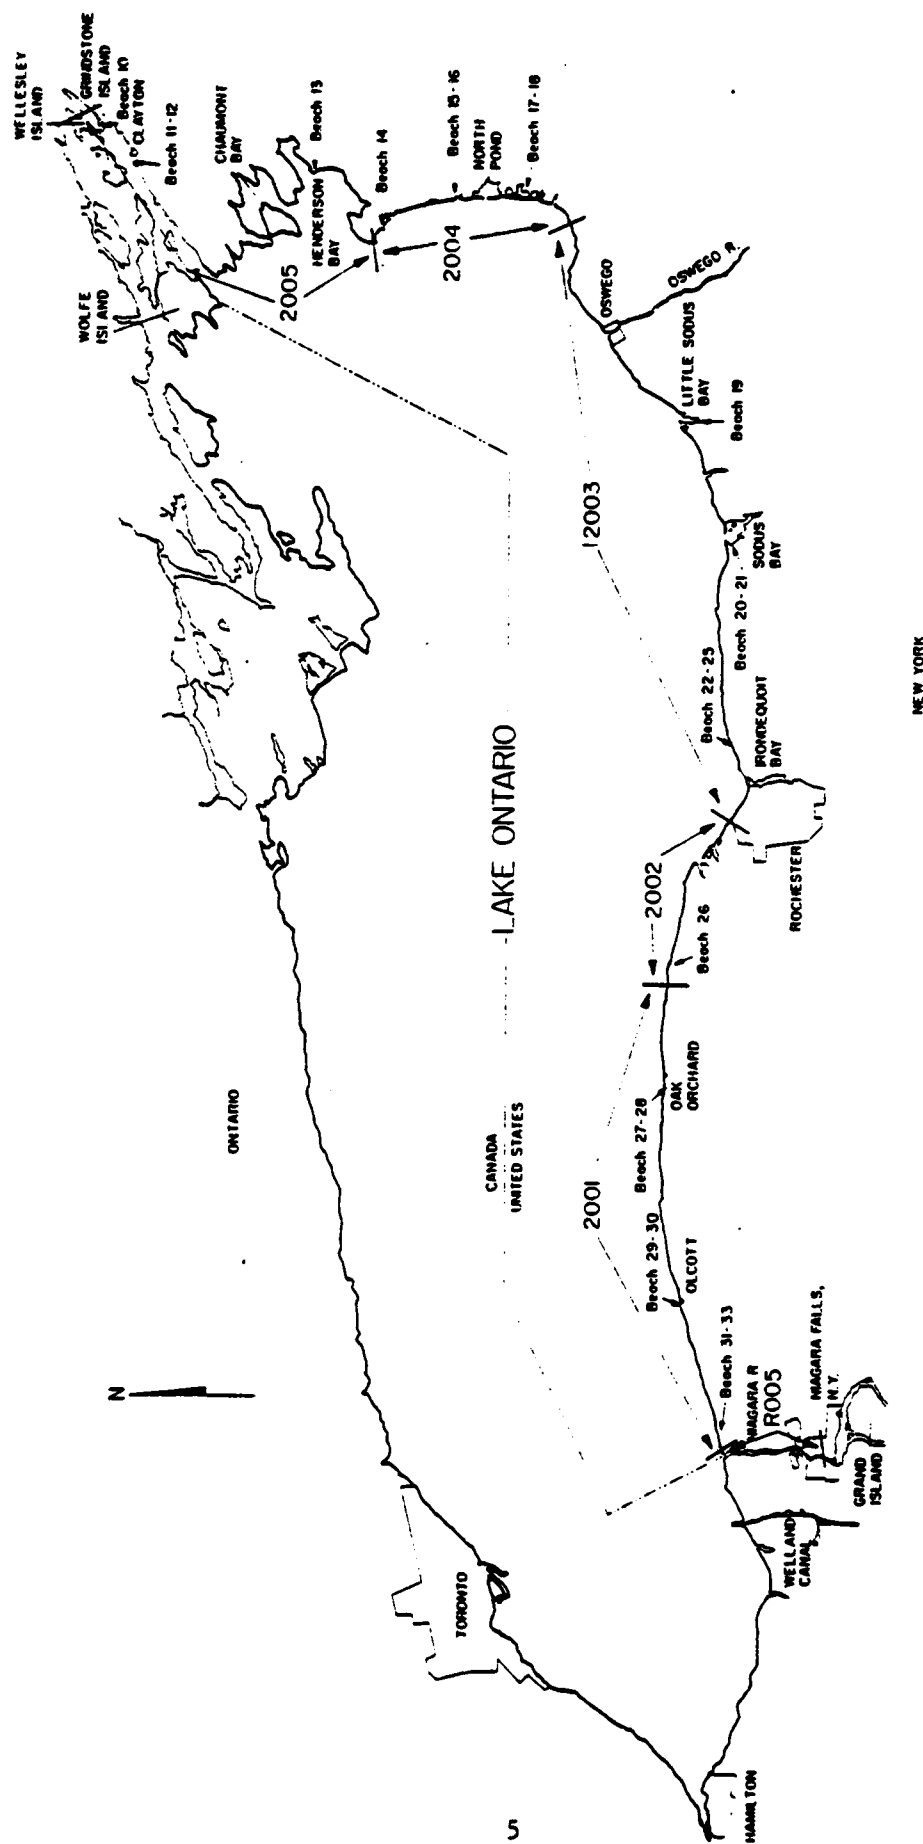 WELLESLEY
ISLAND
GRINDSTONE
ISLAND
Beach 10
CLAYTON
Beach 11-12
WOLFE
ISLAND
CHAUMONT
BAY
Beach 13
HENDERSON
BAY
Beach 14
2005
2004
Beach 15-16
NORTH
POND
Beach 17-18
OSWEGO
OSWEGO R.
LITTLE SODUS
BAY
Beach 19
12003
SODUS
BAY
Beach 20-21
Beach 22-25
IRONDEQUOIT
BAY
NEW YORK
LAKE ONTARIO
ROCHESTER
2002
Beach 26
ONTARIO
CANADA
UNITED STATES
OAK
ORCHARD
Beach 27-28
2001
Beach 29-30
OLCOTT
Beach 31-33
N
NIAGARA R
R005
NIAGARA FALLS,
N.Y.
GRAND
ISLAND
WELLAND
CANAL
TORONTO
HAMILTON
5